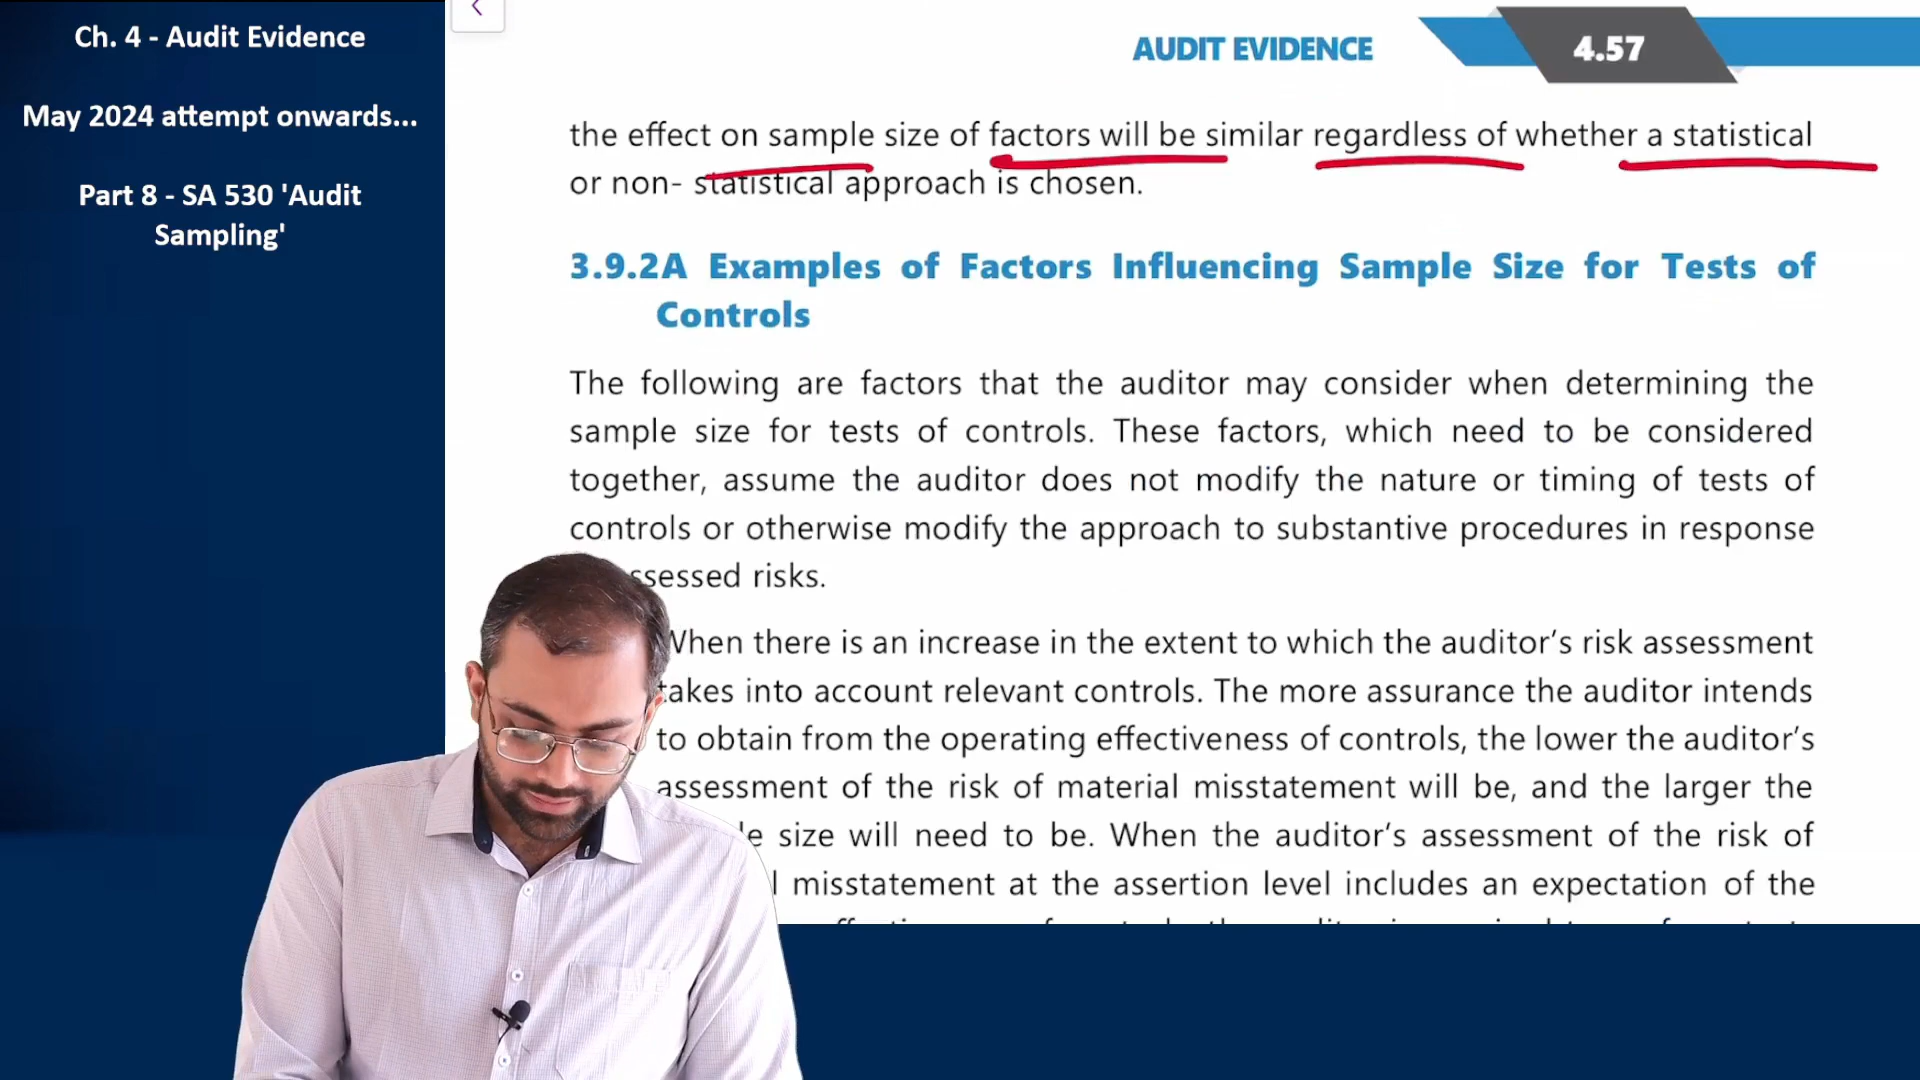 Ch. 4 - Audit Evidence
May 2024 attempt onwards...
Part 8 - SA 530 'Audit
Sampling'
AUDIT EVIDENCE
4.57
the effect on sample size of factors will be similar regardless of whether a statistical
or non- statistical approach is chosen.
3.9.2A Examples of Factors Influencing Sample Size for Tests of
Controls
The following are factors that the auditor may consider when determining the
sample size for tests of controls. These factors, which need to be considered
together, assume the auditor does not modify the nature or timing of tests of
controls or otherwise modify the approach to substantive procedures in response
risks.
When there is an increase in the extent to which the auditor’s risk assessment
takes into account relevant controls. The more assurance the auditor intends
to obtain from the operating effectiveness of controls, the lower the auditor’s
assessment of the risk of material misstatement will be, and the larger the
size will need to be. When the auditor’s assessment of the risk of
misstatement at the assertion level includes an expectation of the